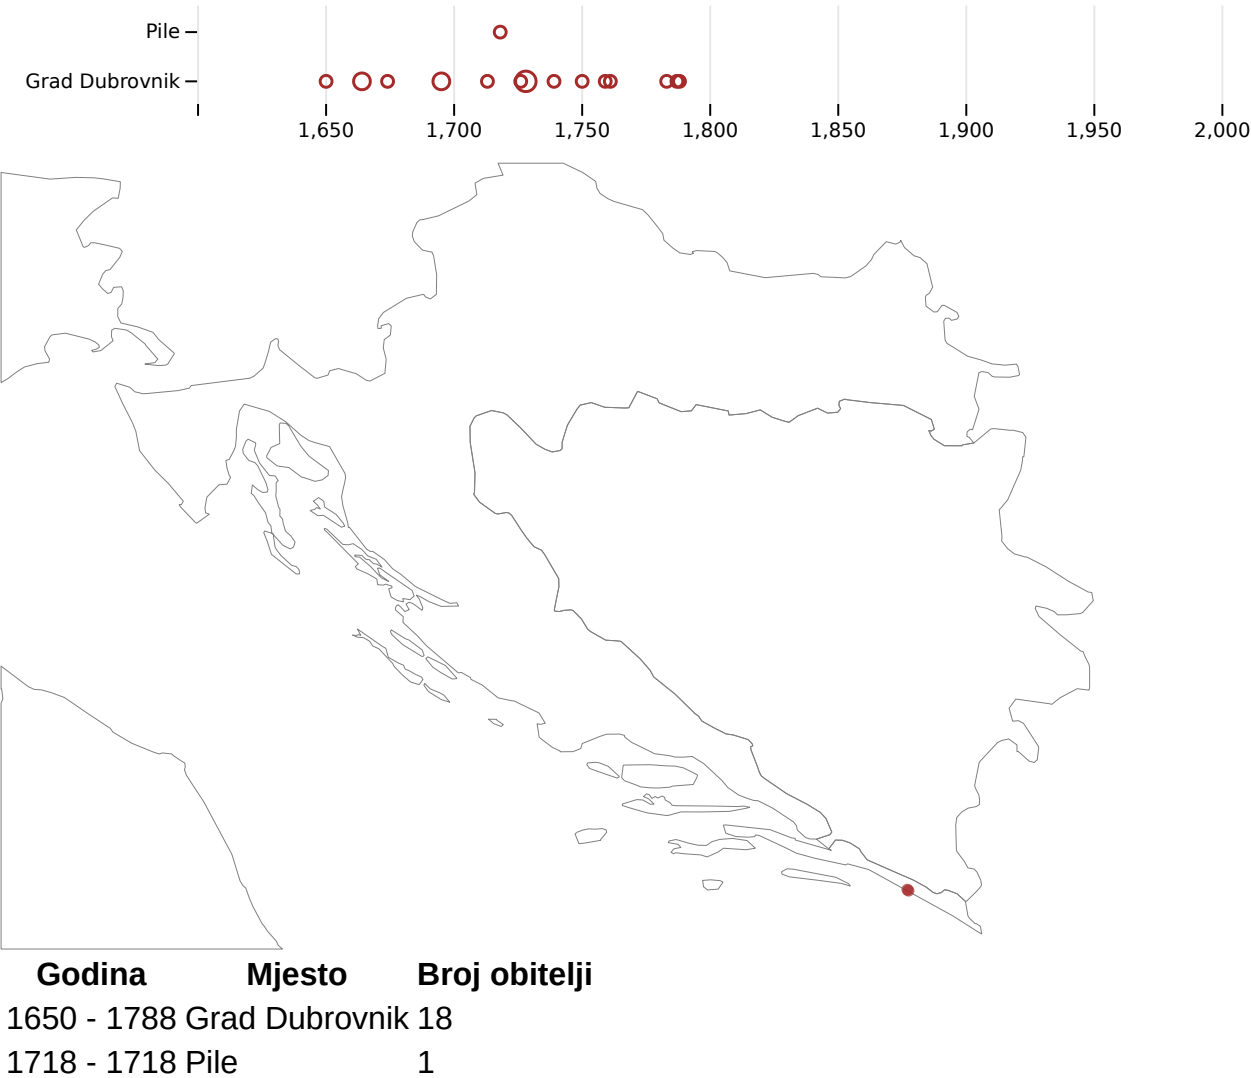 Pile
Grad Dubrovnik
1,650 1,700 1,750 1,800 1,850 1,900 1,950 2,000
Godina Mjesto Broj obitelji
1650 - 1788 Grad Dubrovnik 18
1718 - 1718 Pile 1